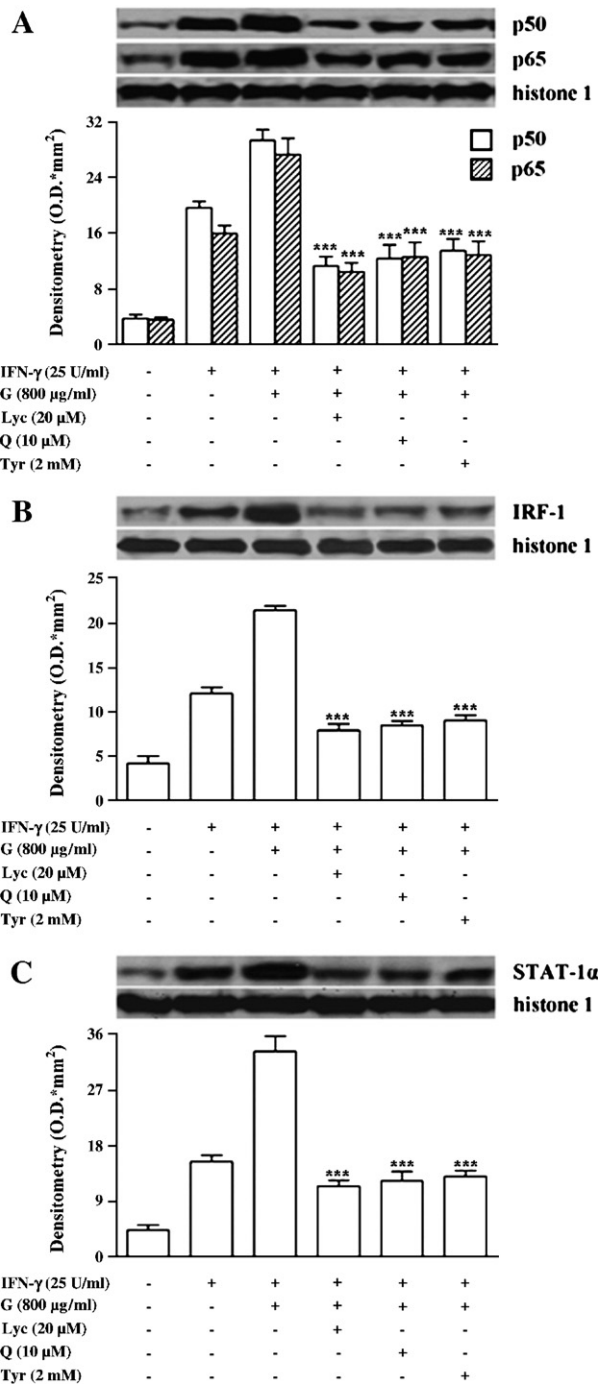 A
p50
p65
histone 1
Densitometry (O.D.*mm²)
32
24
16
8
0
p50
p65
*** *** *** *** *** ***
IFN-γ (25 U/ml) - + + + + +
G (800 µg/ml) - - + + + +
Lyc (20 µM) - - - + - -
Q (10 µM) - - - - + -
Tyr (2 mM) - - - - - +
B
IRF-1
histone 1
Densitometry (O.D.*mm²)
25
20
15
10
5
0
*** *** ***
IFN-γ (25 U/ml) - + + + + +
G (800 µg/ml) - - + + + +
Lyc (20 µM) - - - + - -
Q (10 µM) - - - - + -
Tyr (2 mM) - - - - - +
C
STAT-1α
histone 1
Densitometry (O.D.*mm²)
36
27
18
9
0
*** *** ***
IFN-γ (25 U/ml) - + + + + +
G (800 µg/ml) - - + + + +
Lyc (20 µM) - - - + - -
Q (10 µM) - - - - + -
Tyr (2 mM) - - - - - +